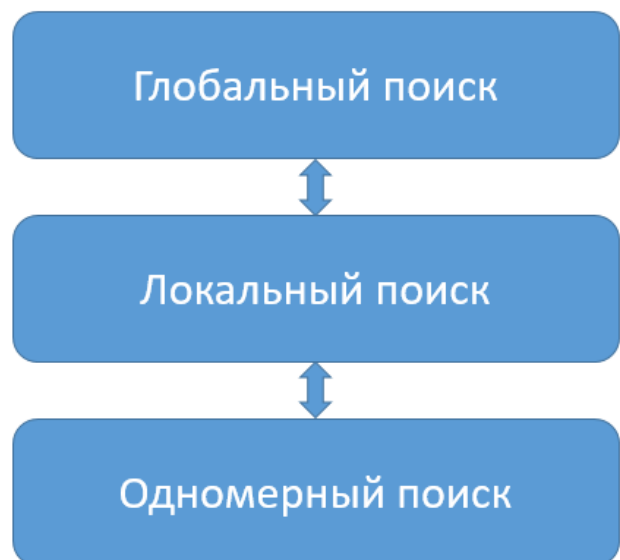 Глобальный поиск
Локальный поиск
Одномерный поиск